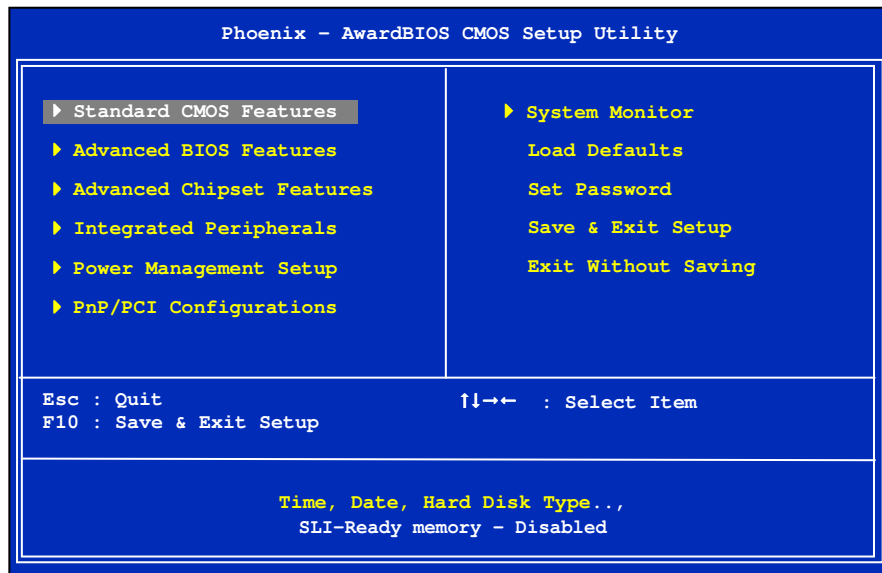 Phoenix - AwardBIOS CMOS Setup Utility
Standard CMOS Features
Advanced BIOS Features
Advanced Chipset Features
Integrated Peripherals
Power Management Setup
PnP/PCI Configurations
System Monitor
Load Defaults
Set Password
Save & Exit Setup
Exit Without Saving
Esc : Quit
F10 : Save & Exit Setup
↑↓→← : Select Item
Time, Date, Hard Disk Type..,
SLI-Ready memory - Disabled